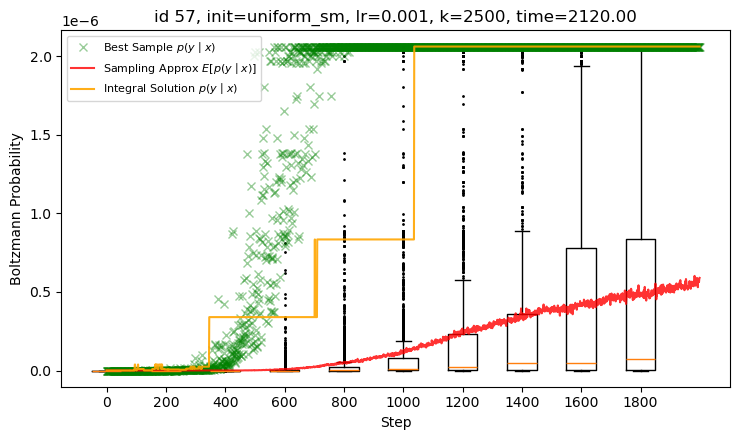 id 57, init=uniform_sm, lr=0.001, k=2500, time=2120.00
1e−6
Best Sample p(y | x)
Sampling Approx E[p(y | x)]
Integral Solution p(y | x)
2.0
1.5
1.0
0.5
0.0
Boltzmann Probability
0 200 400 600 800 1000 1200 1400 1600 1800
Step